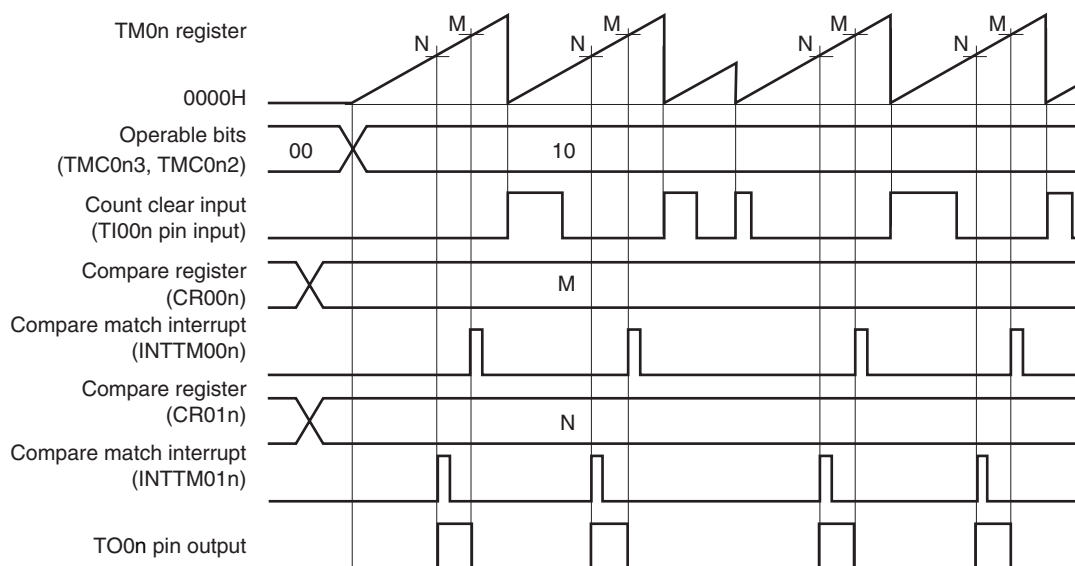 TM0n register
N M N M N M N M
0000H
Operable bits
(TMC0n3, TMC0n2)
00 10
Count clear input
(TI00n pin input)
Compare register
(CR00n)
M
Compare match interrupt
(INTTM00n)
Compare register
(CR01n)
N
Compare match interrupt
(INTTM01n)
TO0n pin output